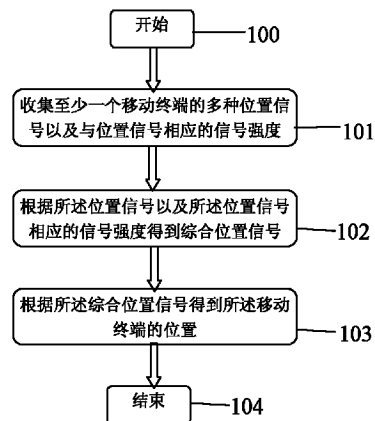 开始
100
收集至少一个移动终端的多种位置信
号以及与位置信号相应的信号强度
101
根据所述位置信号以及所述位置信号
相应的信号强度得到综合位置信号
102
根据所述综合位置信号得到所述移动
终端的位置
103
结束
104